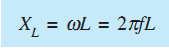 X_L = ωL = 2πfL